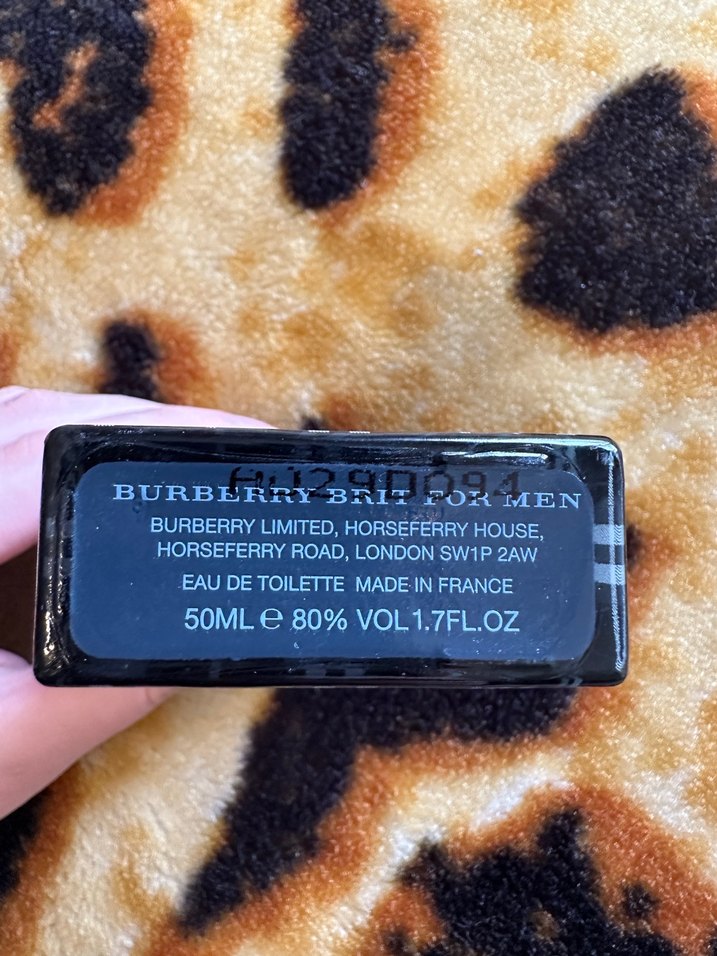 BURBERRY BRIT FOR MEN
BURBERRY LIMITED, HORSEFERRY HOUSE,
HORSEFERRY ROAD, LONDON SW1P 2AW
EAU DE TOILETTE MADE IN FRANCE
50ML ℮ 80% VOL 1.7FL.OZ